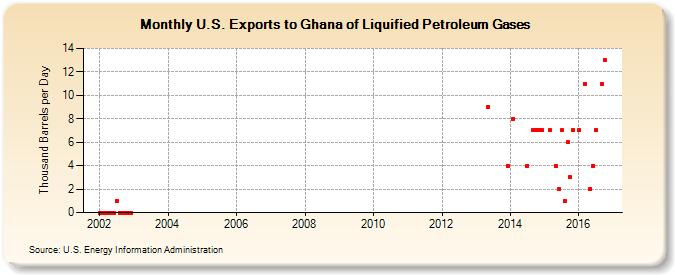 Monthly U.S. Exports to Ghana of Liquified Petroleum Gases
Thousand Barrels per Day
14
12
10
8
6
4
2
0
2002 2004 2006 2008 2010 2012 2014 2016
Source: U.S. Energy Information Administration